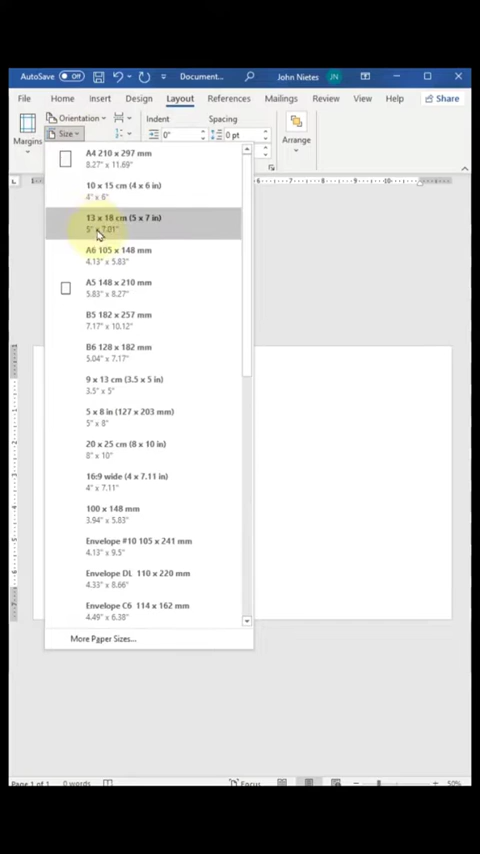 AutoSave Off Document... John Nietes JN
File Home Insert Design Layout References Mailings Review View Help Share
Orientation Indent Spacing
Size 0" 0 pt
Margins Arrange
A4 210 x 297 mm
8.27" x 11.69"
10 x 15 cm (4 x 6 in)
4" x 6"
13 x 18 cm (5 x 7 in)
5" x 7.01"
A6 105 x 148 mm
4.13" x 5.83"
A5 148 x 210 mm
5.83" x 8.27"
B5 182 x 257 mm
7.17" x 10.12"
B6 128 x 182 mm
5.04" x 7.17"
9 x 13 cm (3.5 x 5 in)
3.5" x 5"
5 x 8 in (127 x 203 mm)
5" x 8"
20 x 25 cm (8 x 10 in)
8" x 10"
16:9 wide (4 x 7.11 in)
4" x 7.11"
100 x 148 mm
3.94" x 5.83"
Envelope #10 105 x 241 mm
4.13" x 9.5"
Envelope DL 110 x 220 mm
4.33" x 8.66"
Envelope C6 114 x 162 mm
4.49" x 6.38"
More Paper Sizes...
Page 1 of 1 0 words Focus 50%